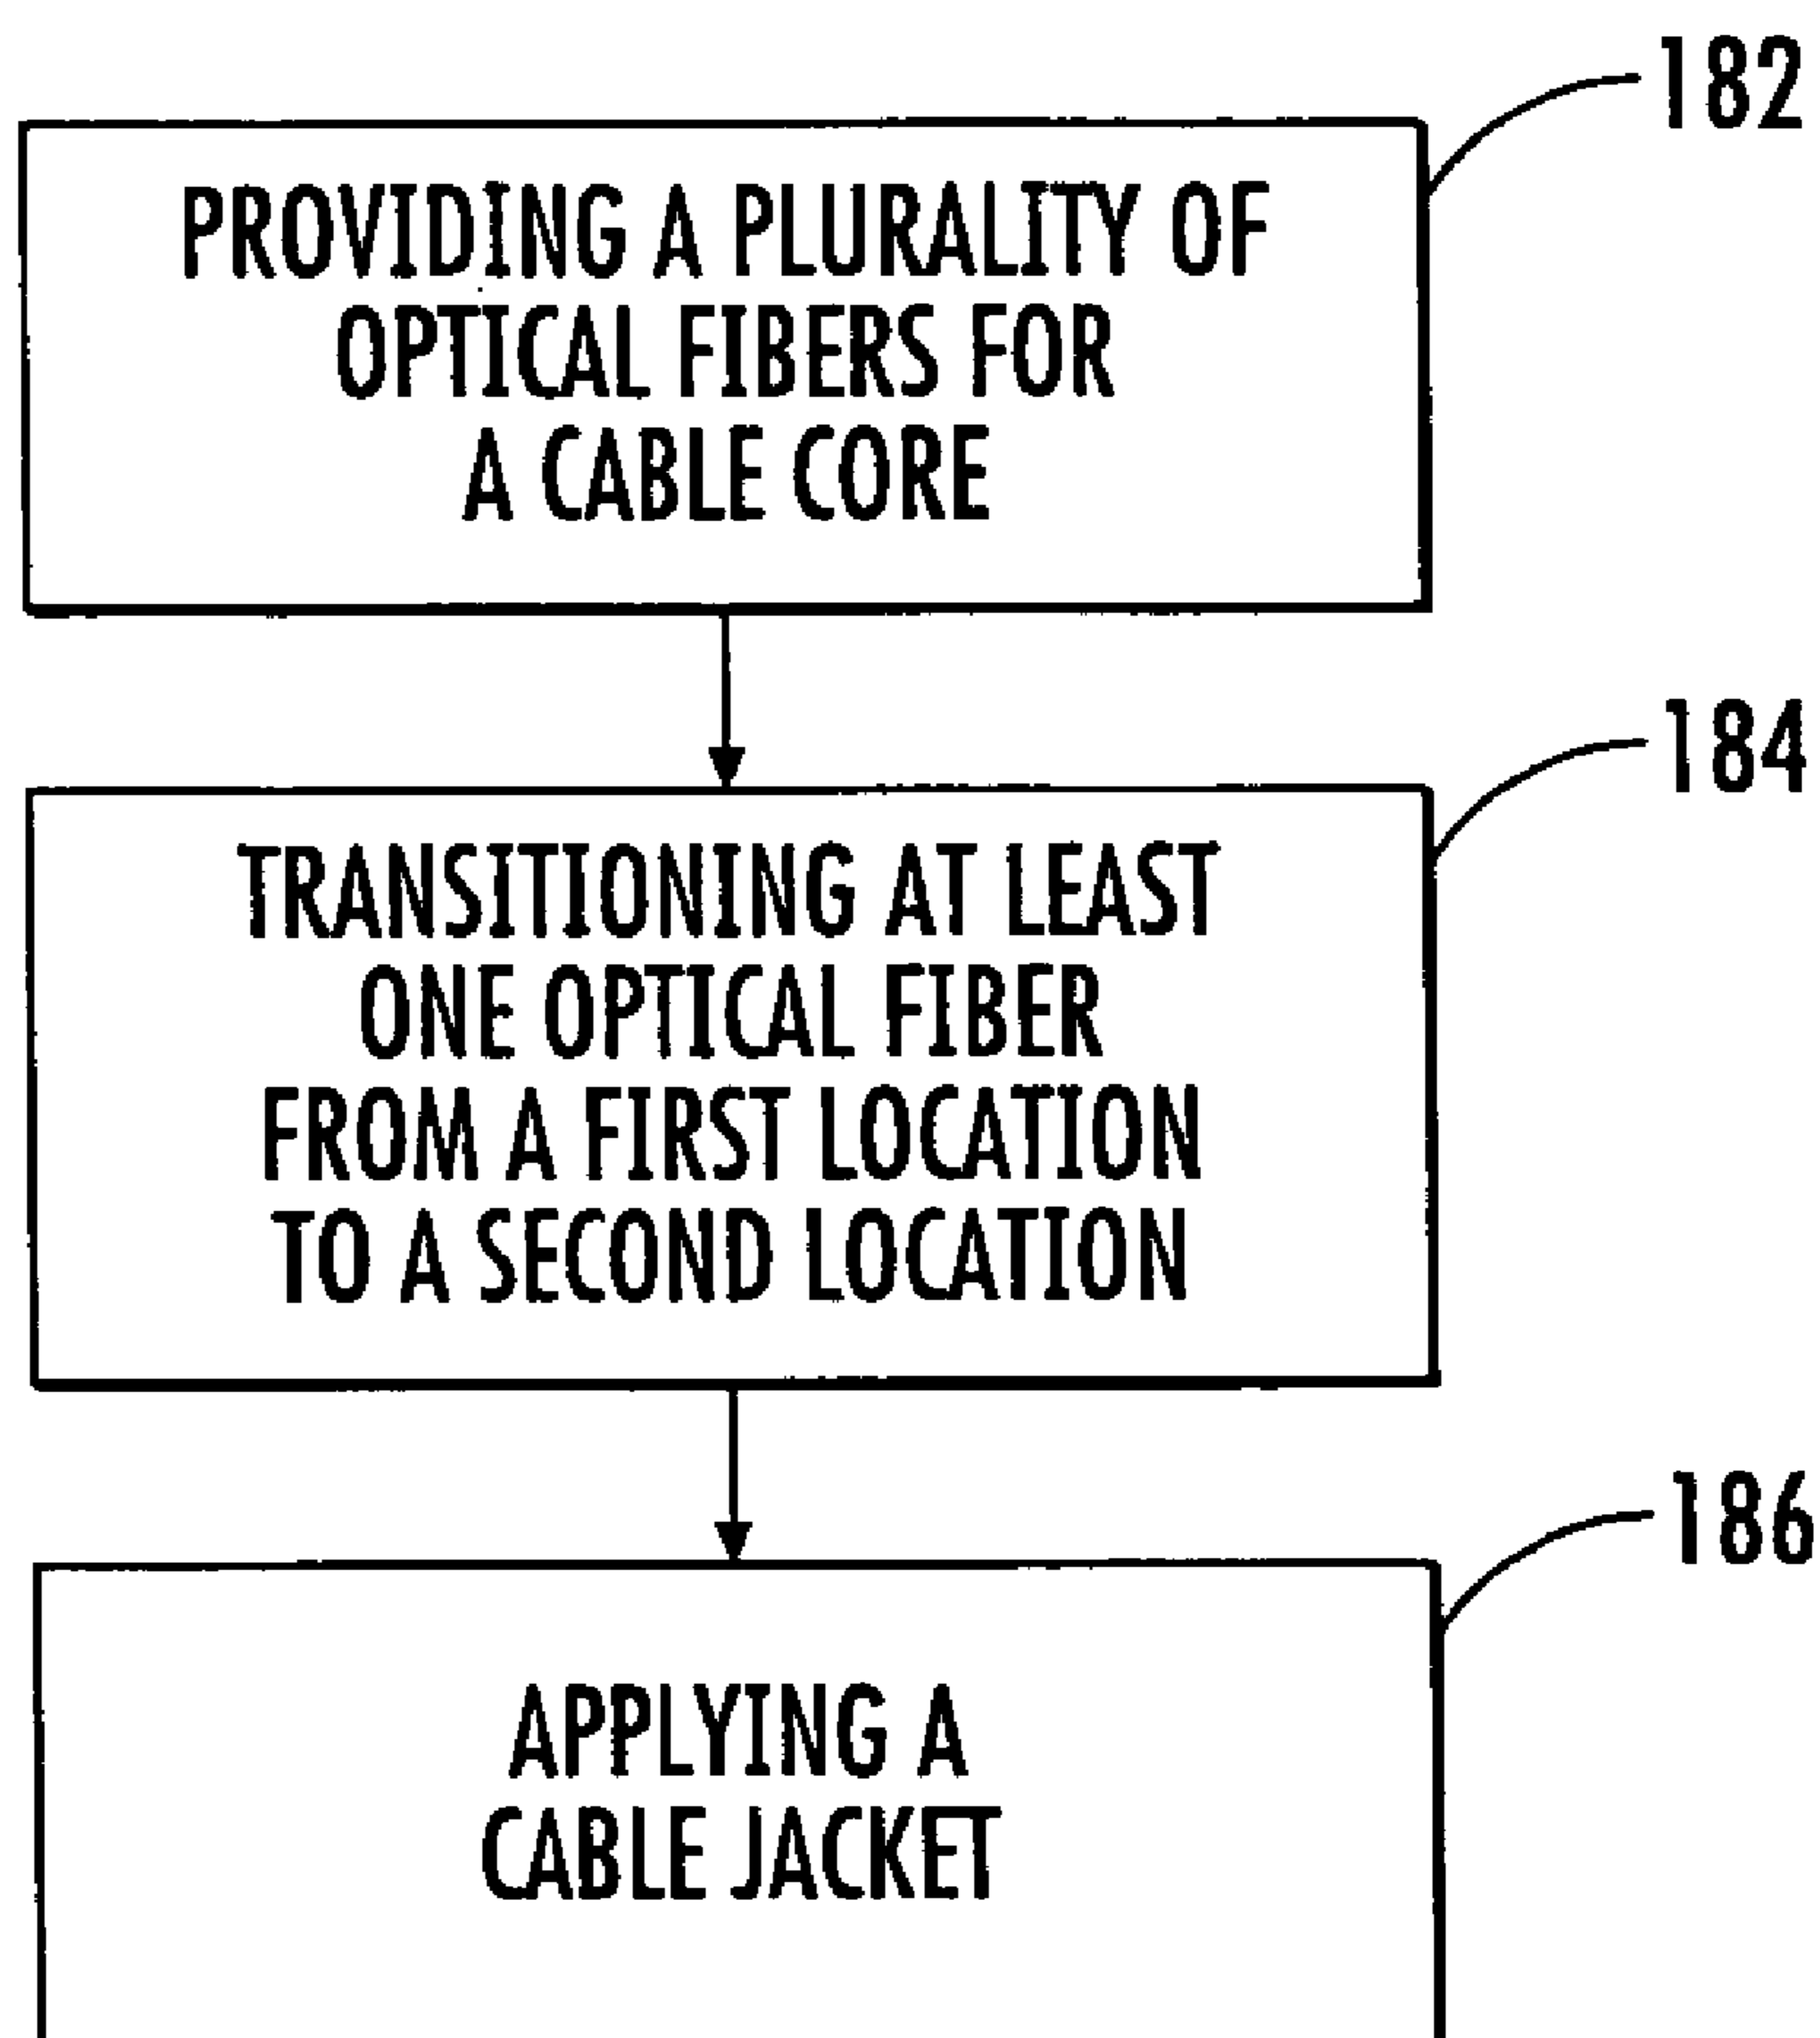 182
PROVIDING A PLURALITY OF
OPTICAL FIBERS FOR
A CABLE CORE
184
TRANSITIONING AT LEAST
ONE OPTICAL FIBER
FROM A FIRST LOCATION
TO A SECOND LOCATION
186
APPLYING A
CABLE JACKET